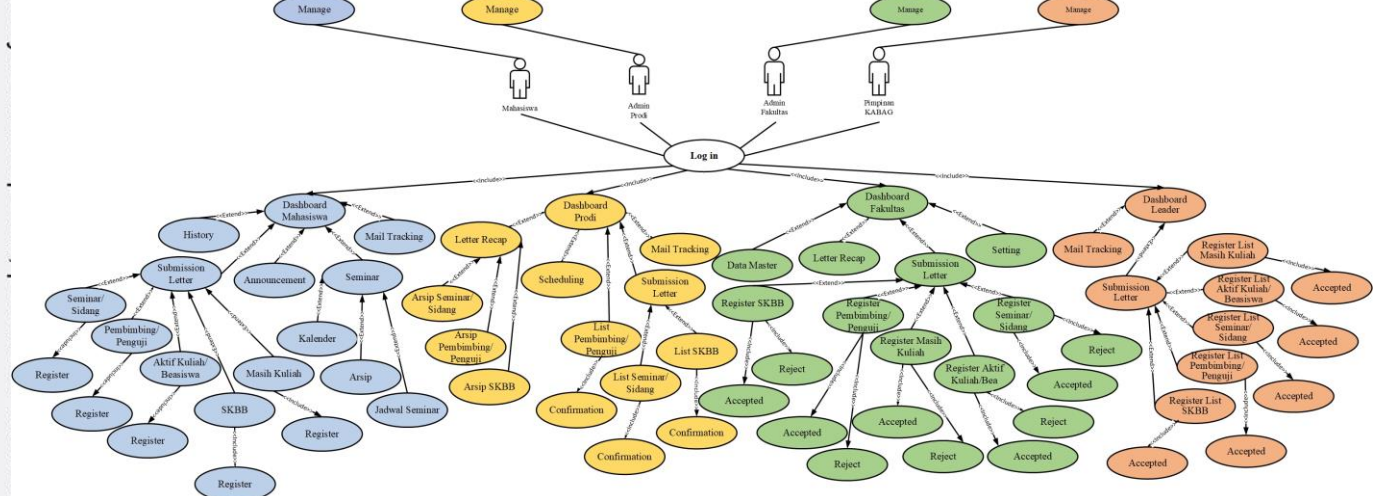 Manage
Manage
Manage
Manage
Mahasiswa
Admin
Prodi
Admin
Fakultas
Pimpinan
KABAG
Log in
<<Include>>
<<Include>>
<<Include>>
<<Include>>
Dashboard
Mahasiswa
<<Extend>>
<<Extend>>
History
Mail Tracking
Submission
Letter
Announcement
Seminar
Seminar/
Sidang
Pembimbing/
Penguji
Aktif Kuliah/
Beasiswa
Masih Kuliah
SKBB
Kalender
Arsip
Jadwal Seminar
Register
Register
Register
Register
Register
Dashboard
Prodi
Letter Recap
Mail Tracking
Scheduling
Submission
Letter
Arsip Seminar/
Sidang
Arsip
Pembimbing/
Penguji
Arsip SKBB
List
Pembimbing/
Penguji
List SKBB
List Seminar/
Sidang
Confirmation
Confirmation
Confirmation
Dashboard
Fakultas
Data Master
Letter Recap
Submission
Letter
Setting
Register SKBB
Register
Pembimbing/
Penguji
Register Masih
Kuliah
Register Aktif
Kuliah/Bea
Register
Seminar/
Sidang
Reject
Accepted
Accepted
Reject
Accepted
Reject
Accepted
Reject
Accepted
Reject
Dashboard
Leader
Mail Tracking
Submission
Letter
Register List
Masih Kuliah
Register List
Aktif Kuliah/
Beasiswa
Register List
Seminar/
Sidang
Register List
Pembimbing/
Penguji
Register List
SKBB
Accepted
Accepted
Accepted
Accepted
Accepted